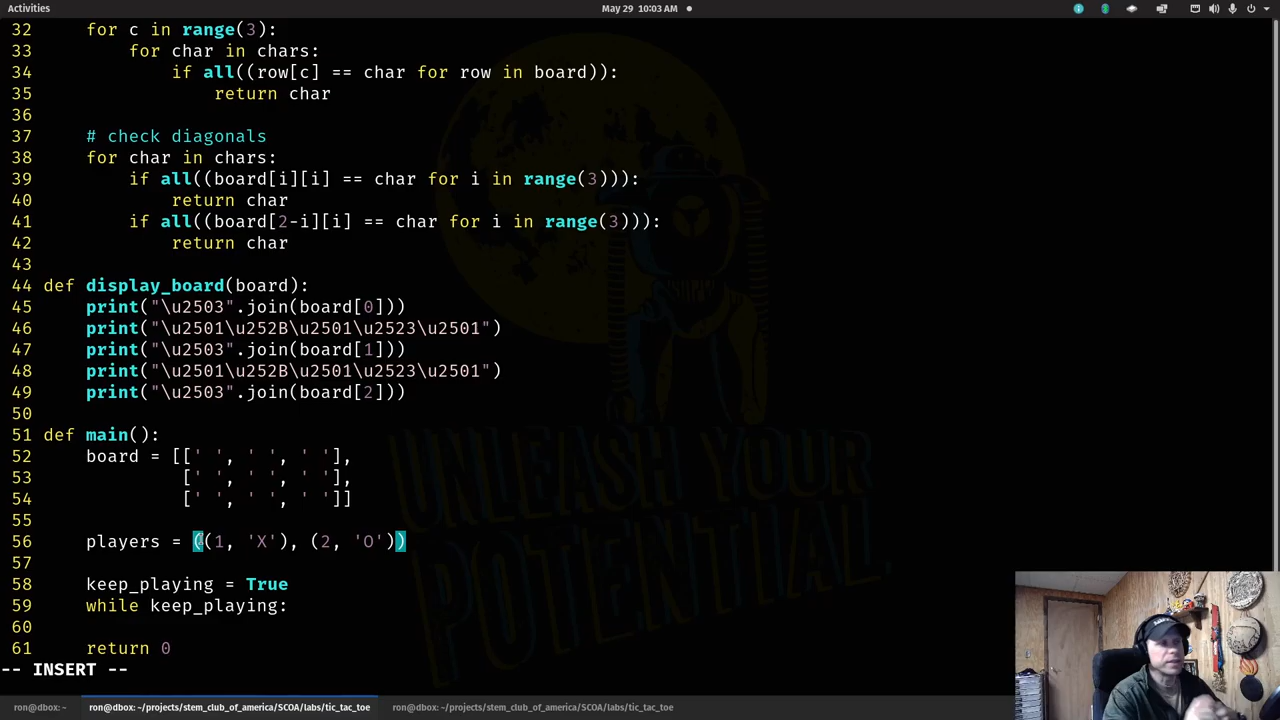 Activities
May 29 10:03 AM
32     for c in range(3):
33         for char in chars:
34             if all((row[c] == char for row in board)):
35                 return char
36
37     # check diagonals
38     for char in chars:
39         if all((board[i][i] == char for i in range(3))):
40             return char
41         if all((board[2-i][i] == char for i in range(3))):
42             return char
43
44 def display_board(board):
45     print("\u2503".join(board[0]))
46     print("\u2501\u252B\u2501\u2523\u2501")
47     print("\u2503".join(board[1]))
48     print("\u2501\u252B\u2501\u2523\u2501")
49     print("\u2503".join(board[2]))
50
51 def main():
52     board = [[' ', ' ', ' '],
53              [' ', ' ', ' '],
54              [' ', ' ', ' ']]
55
56     players = ((1, 'X'), (2, 'O'))
57
58     keep_playing = True
59     while keep_playing:
60
61     return 0
-- INSERT --
UNLEASH YOUR
POTENTIAL
ron@dbox: ~
ron@dbox: ~/projects/stem_club_of_america/SCOA/labs/tic_tac_toe
ron@dbox: ~/projects/stem_club_of_america/SCOA/labs/tic_tac_toe